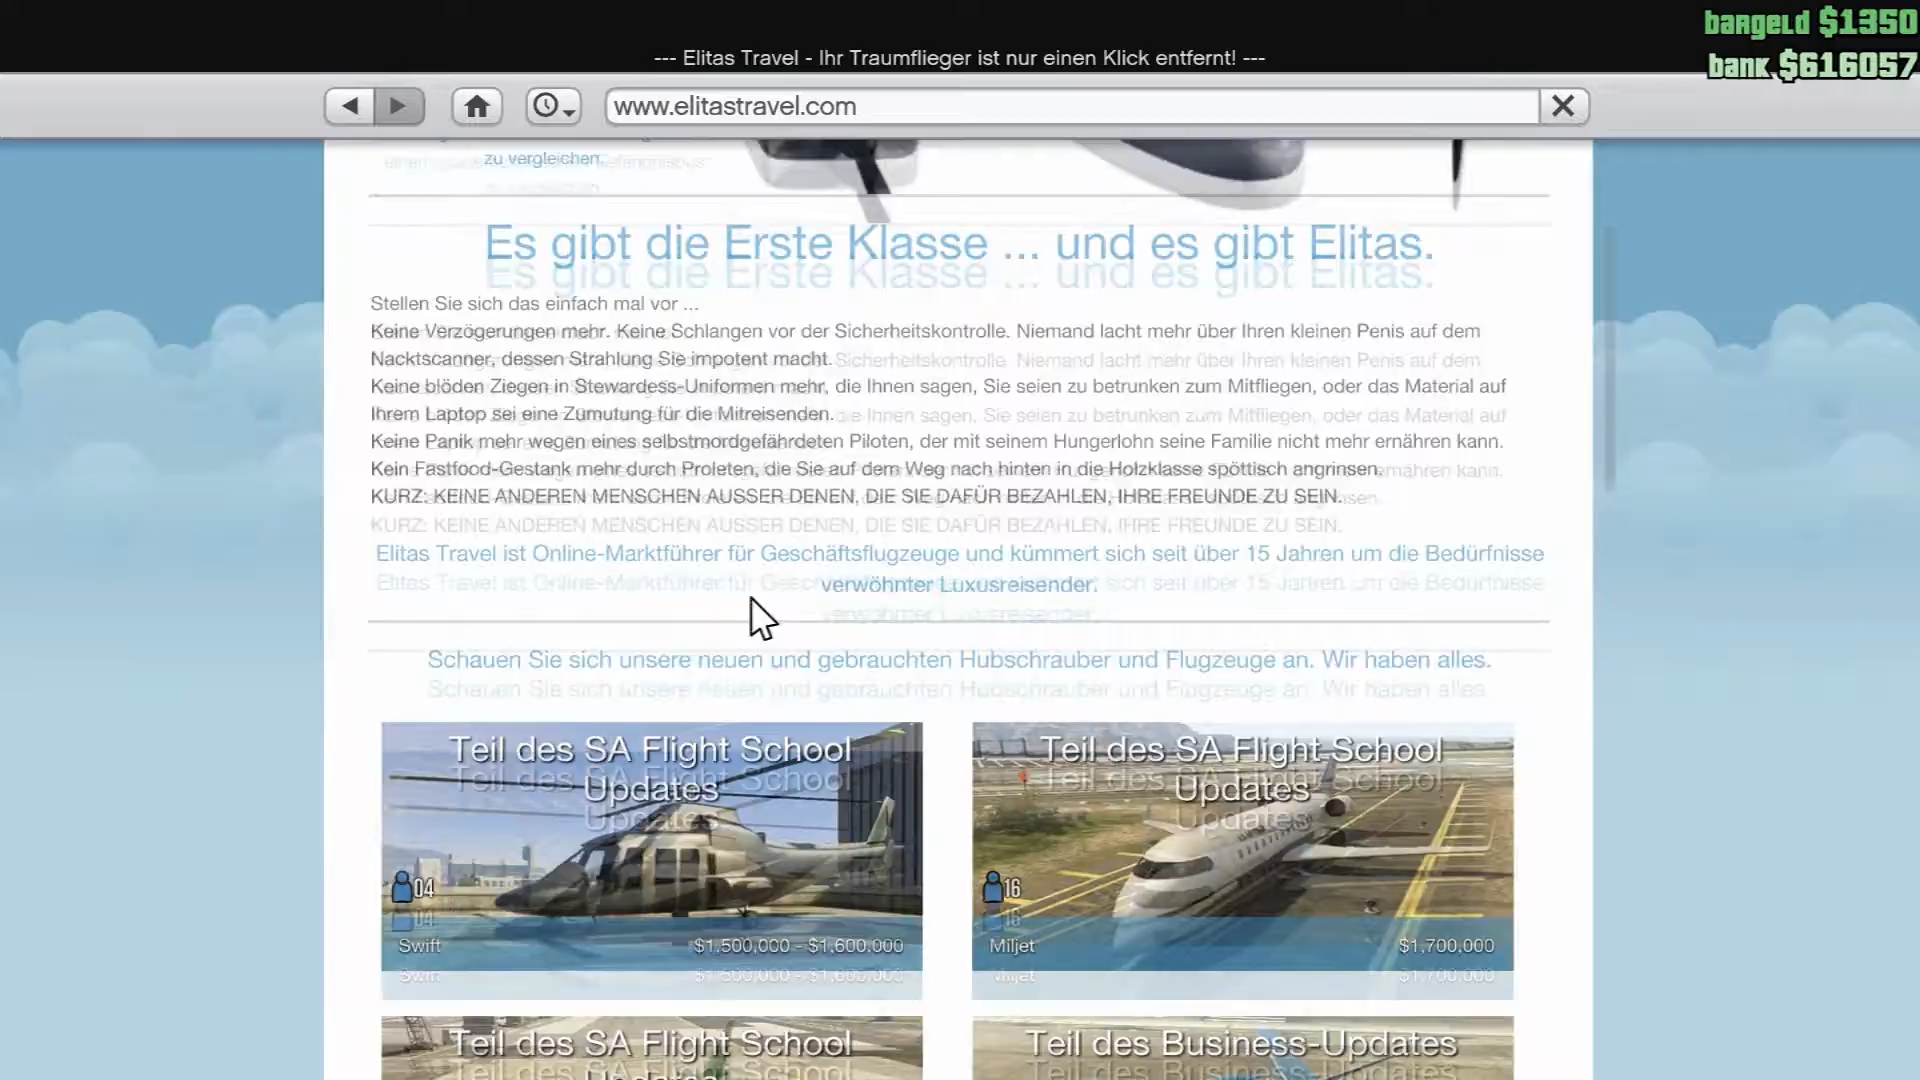 bargeld $1350
--- Elitas Travel - Ihr Traumflieger ist nur einen Klick entfernt! ---
bank $616057
www.elitastravel.com
zu vergleichen.
Es gibt die Erste Klasse ... und es gibt Elitas.
Stellen Sie sich das einfach mal vor ...
Keine Verzögerungen mehr. Keine Schlangen vor der Sicherheitskontrolle. Niemand lacht mehr über Ihren kleinen Penis auf dem
Nacktscanner, dessen Strahlung Sie impotent macht.
Keine blöden Ziegen in Stewardess-Uniformen mehr, die Ihnen sagen, Sie seien zu betrunken zum Mitfliegen, oder das Material auf
Ihrem Laptop sei eine Zumutung für die Mitreisenden.
Keine Panik mehr wegen eines selbstmordgefährdeten Piloten, der mit seinem Hungerlohn seine Familie nicht mehr ernähren kann.
Kein Fastfood-Gestank mehr durch Proleten, die Sie auf dem Weg nach hinten in die Holzklasse spöttisch angrinsen.
KURZ: KEINE ANDEREN MENSCHEN AUSSER DENEN, DIE SIE DAFÜR BEZAHLEN, IHRE FREUNDE ZU SEIN.
Elitas Travel ist Online-Marktführer für Geschäftsflugzeuge und kümmert sich seit über 15 Jahren um die Bedürfnisse
verwöhnter Luxusreisender.
Schauen Sie sich unsere neuen und gebrauchten Hubschrauber und Flugzeuge an. Wir haben alles.
Teil des SA Flight School
Updates
04
Swift $1,500,000 - $1,600,000
Teil des SA Flight School
Updates
16
Miljet $1,700,000
Teil des SA Flight School
Updates
Teil des Business-Updates